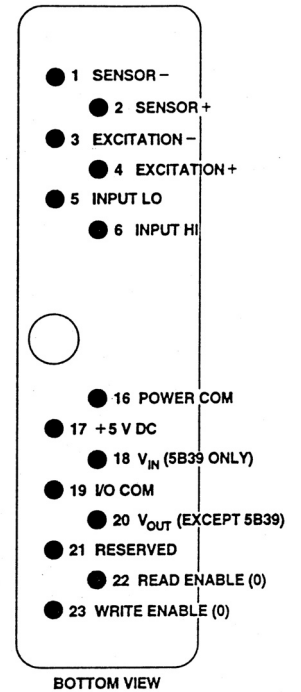 1 SENSOR –
2 SENSOR +
3 EXCITATION –
4 EXCITATION +
5 INPUT LO
6 INPUT HI
16 POWER COM
17 +5 V DC
18 VIN (5B39 ONLY)
19 I/O COM
20 VOUT (EXCEPT 5B39)
21 RESERVED
22 READ ENABLE (0)
23 WRITE ENABLE (0)
BOTTOM VIEW